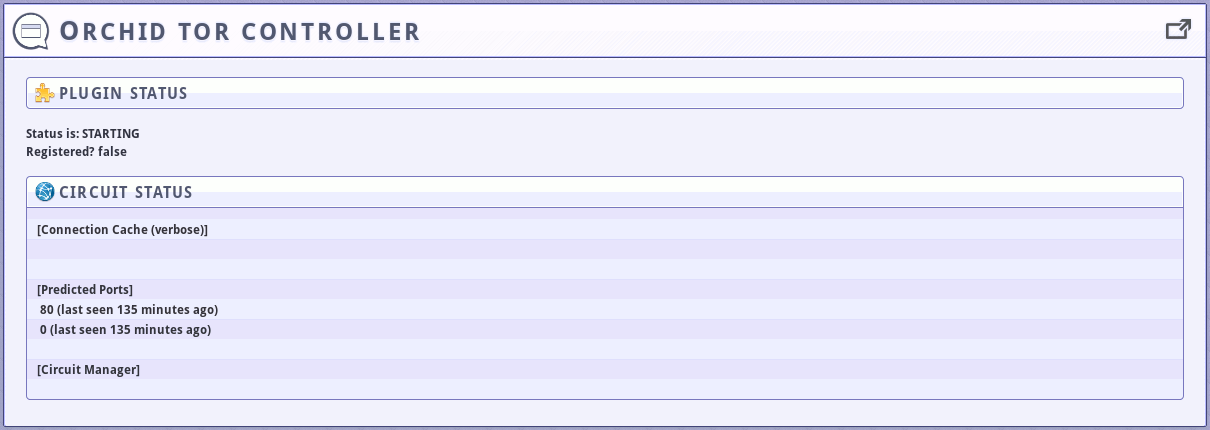 ORCHID TOR CONTROLLER
PLUGIN STATUS
Status is: STARTING
Registered? false
CIRCUIT STATUS
[Connection Cache (verbose)]
[Predicted Ports]
80 (last seen 135 minutes ago)
0 (last seen 135 minutes ago)
[Circuit Manager]